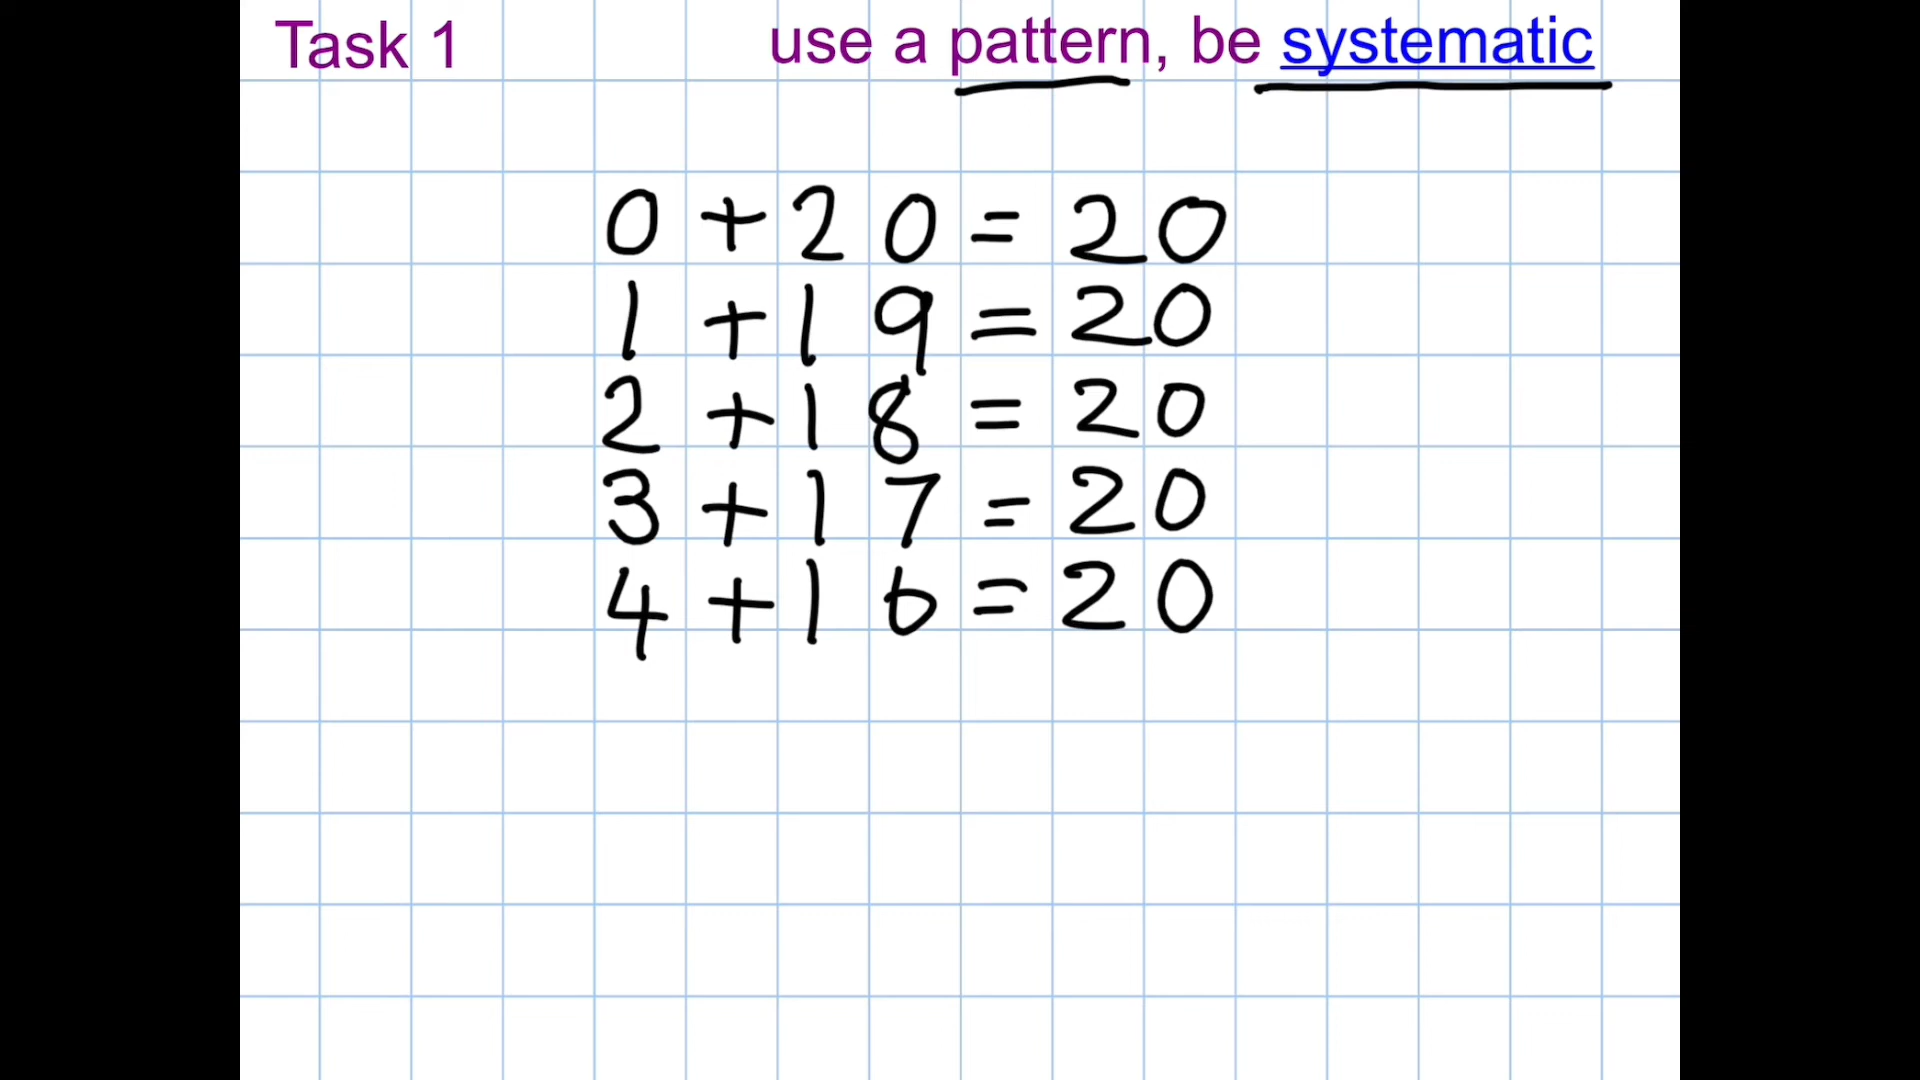 Task 1 use a pattern, be systematic
0 + 20 = 20
1 + 19 = 20
2 + 18 = 20
3 + 17 = 20
4 + 16 = 20